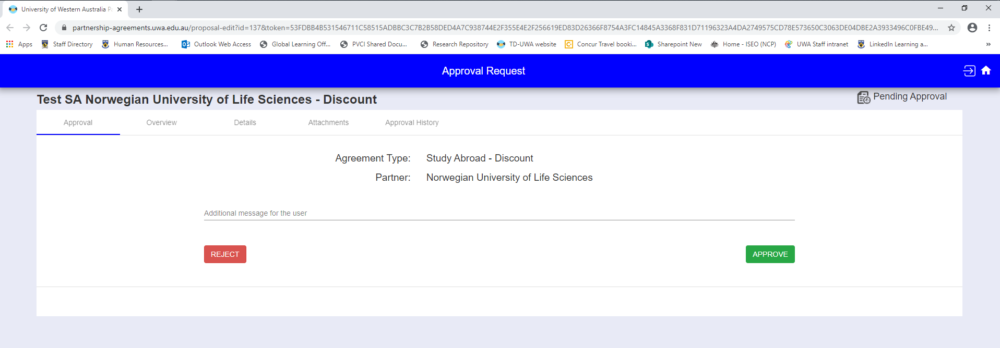 University of Western Australia P
partnership-agreements.uwa.edu.au/proposal-edit?id=137&token=53FDBB4B531546711C58515ADBBC3C7B2B58DED4A7C938744E2F355E4E2F256619ED83D26366F8754A3FC14845A3368F831D71196323A4DA2749575CD78E573650C3063DE04DBE2A3933496C0FBE49...
Apps Staff Directory Human Resources... Outlook Web Access Global Learning Off... PVCI Shared Docu... Research Repository TD-UWA website Concur Travel booki... Sharepoint New Home - ISEO (NCP) UWA Staff intranet LinkedIn Learning a... »
Approval Request
Test SA Norwegian University of Life Sciences - Discount
Pending Approval
Approval Overview Details Attachments Approval History
Agreement Type: Study Abroad - Discount
Partner: Norwegian University of Life Sciences
Additional message for the user
REJECT APPROVE